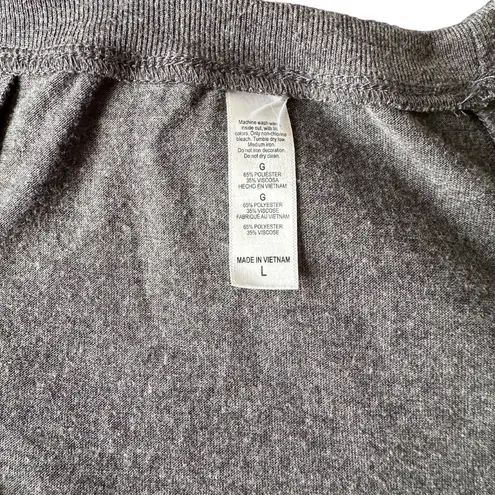 Machine wash warm
inside out, with like
colors. Only non-chlorine
bleach. Tumble dry low.
Medium iron.
Do not use decoration.
Do not dry clean.
G
65% POLIÉSTER
35% VISCOSA
HECHO EN VIETNAM
G
65% POLYESTER
35% VISCOSE
FABRIQUÉ AU VIETNAM
65% POLYESTER
35% VISCOSE
MADE IN VIETNAM
L